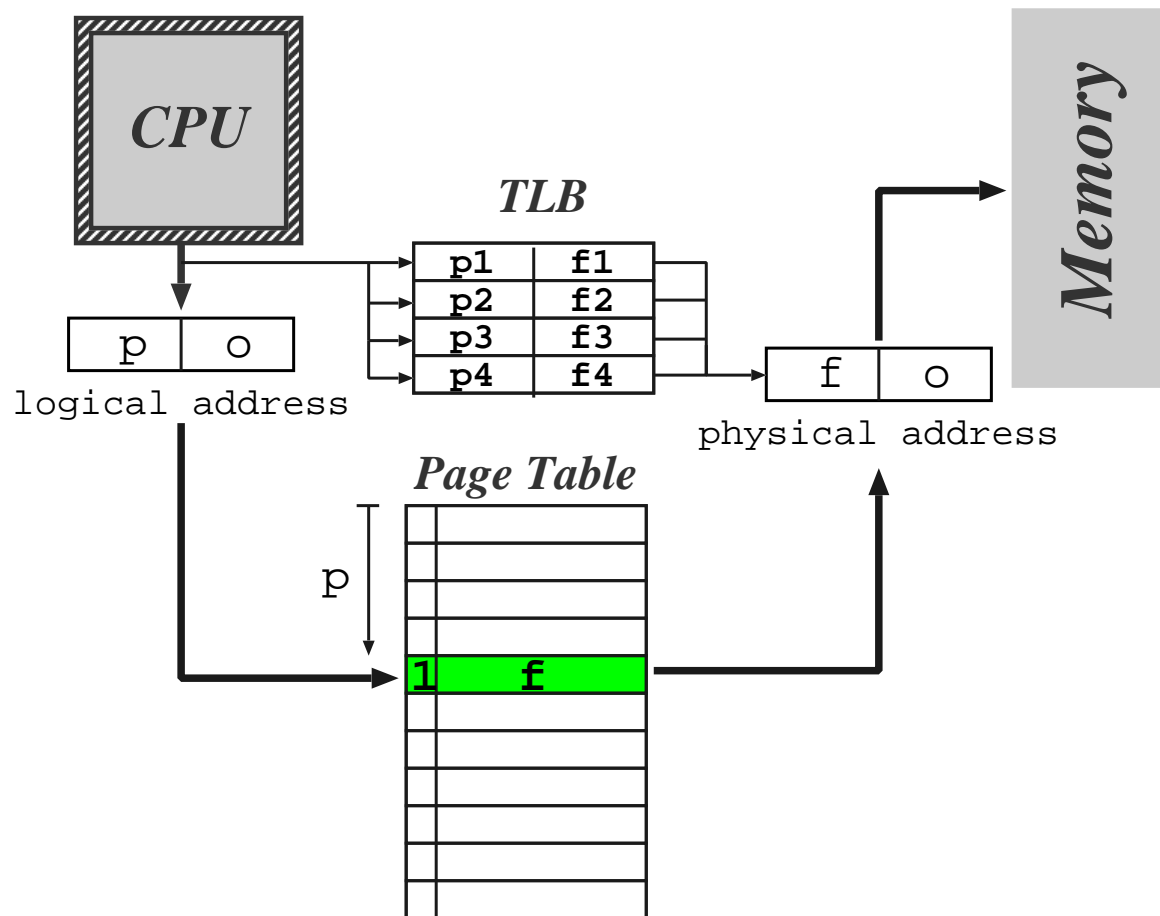 CPU
Memory
TLB
p1 f1
p2 f2
p3 f3
p4 f4
p o
logical address
f o
physical address
Page Table
p
1 f